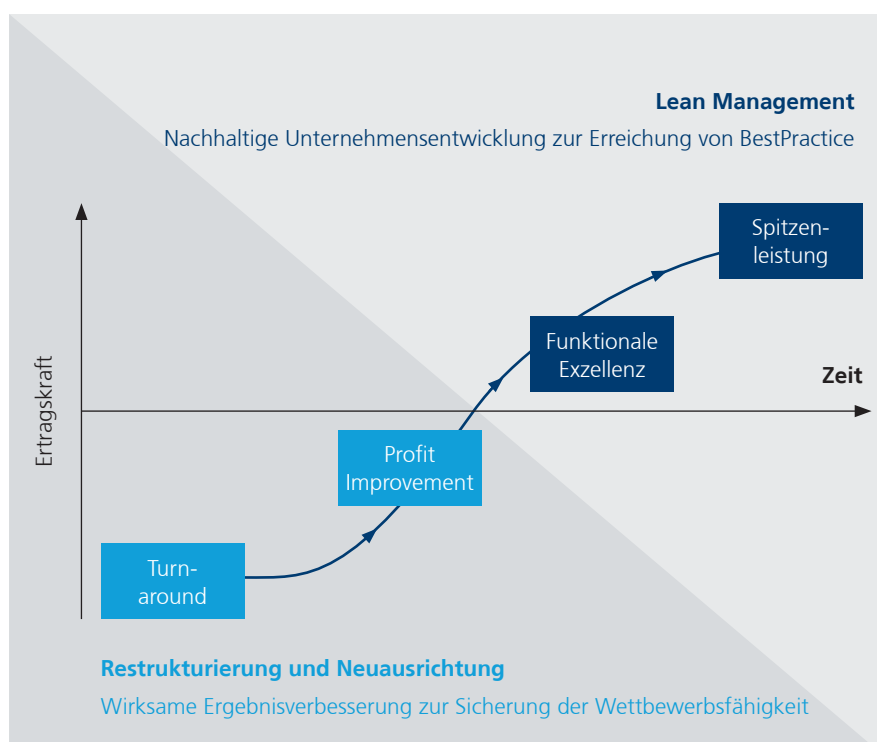 Lean Management
Nachhaltige Unternehmensentwicklung zur Erreichung von BestPractice
Spitzen-
leistung
Funktionale
Exzellenz
Zeit
Ertragskraft
Profit
Improvement
Turn-
around
Restrukturierung und Neuausrichtung
Wirksame Ergebnisverbesserung zur Sicherung der Wettbewerbsfähigkeit